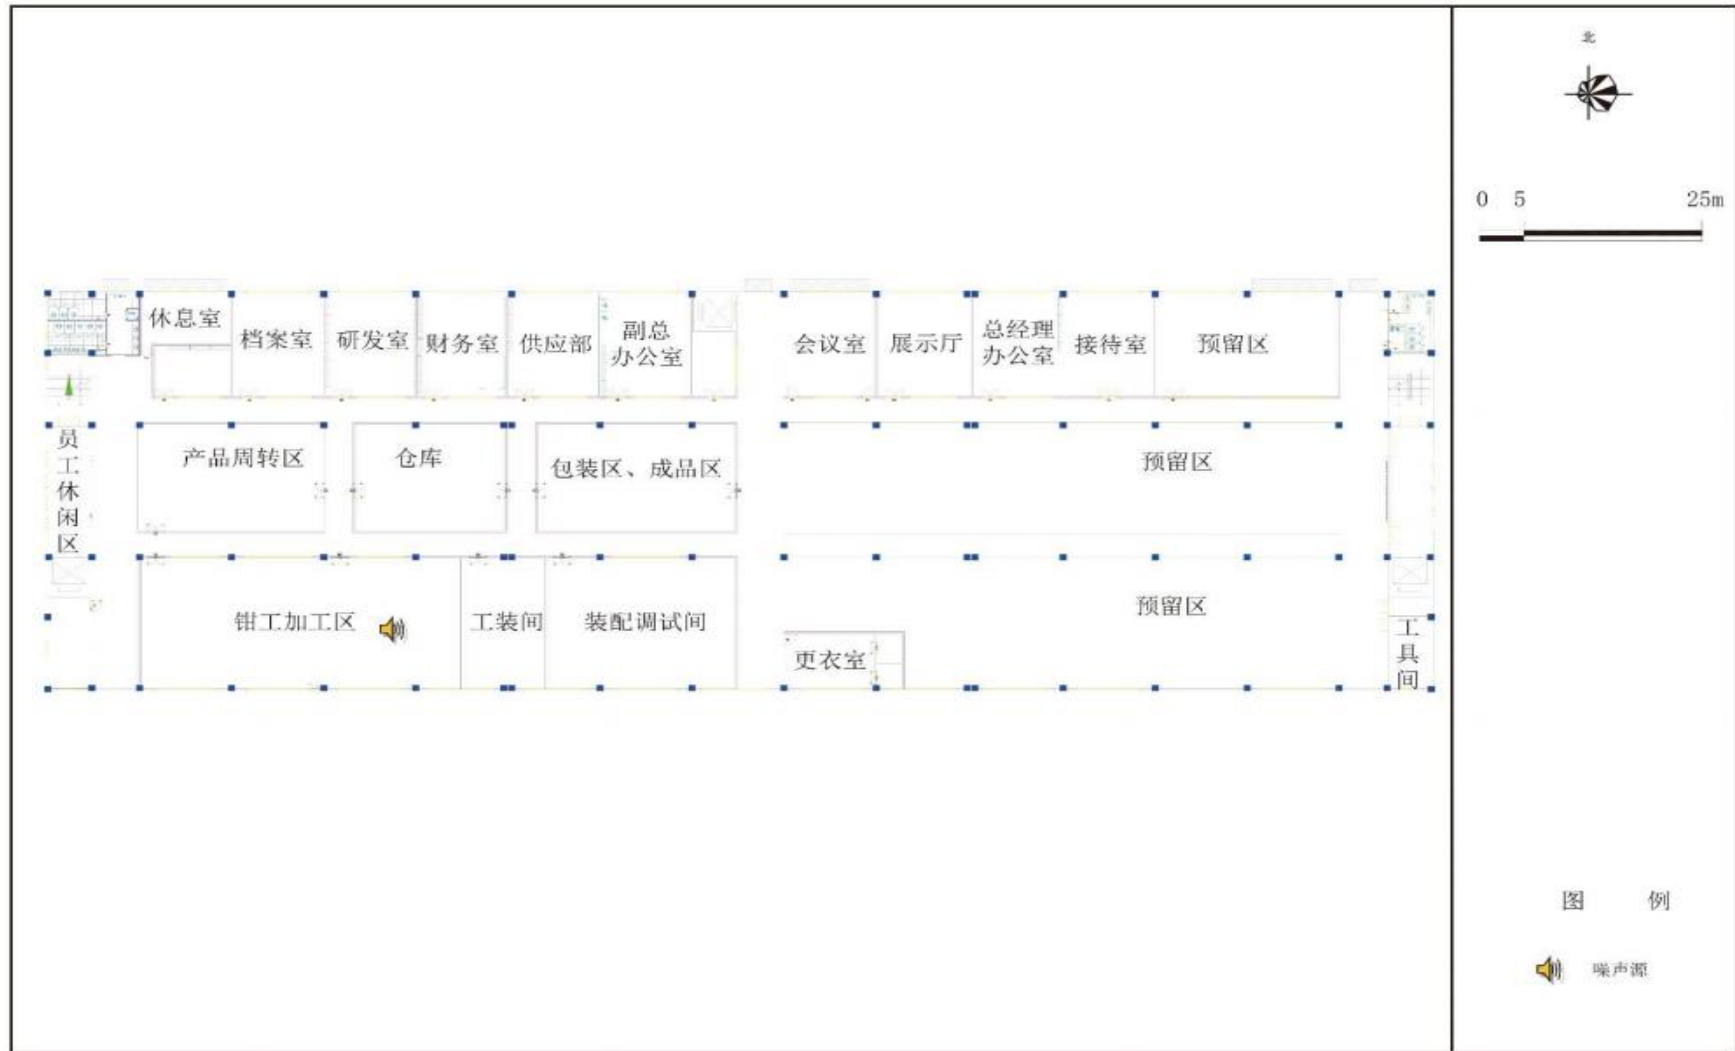 北
0 5 25m
休息室
档案室
研发室
财务室
供应部
副总
办公室
会议室
展示厅
总经理
办公室
接待室
预留区
员工休闲区
产品周转区
仓库
包装区、成品区
预留区
钳工加工区
工装间
装配调试间
更衣室
预留区
工具间
图 例
噪声源